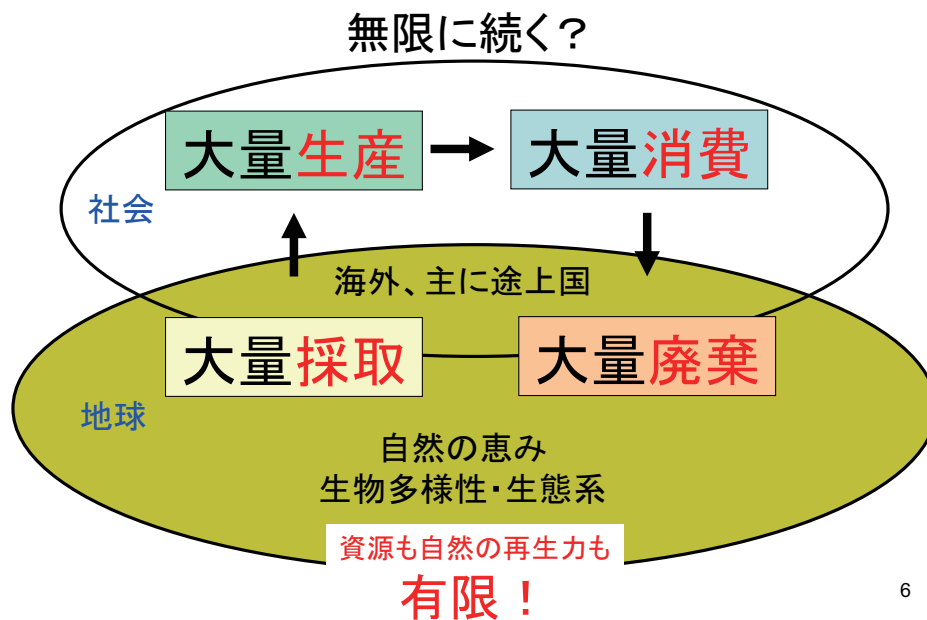 無限に続く？
大量生産
大量消費
社会
海外、主に途上国
大量採取
大量廃棄
地球
自然の恵み
生物多様性・生態系
資源も自然の再生力も
有限！
6